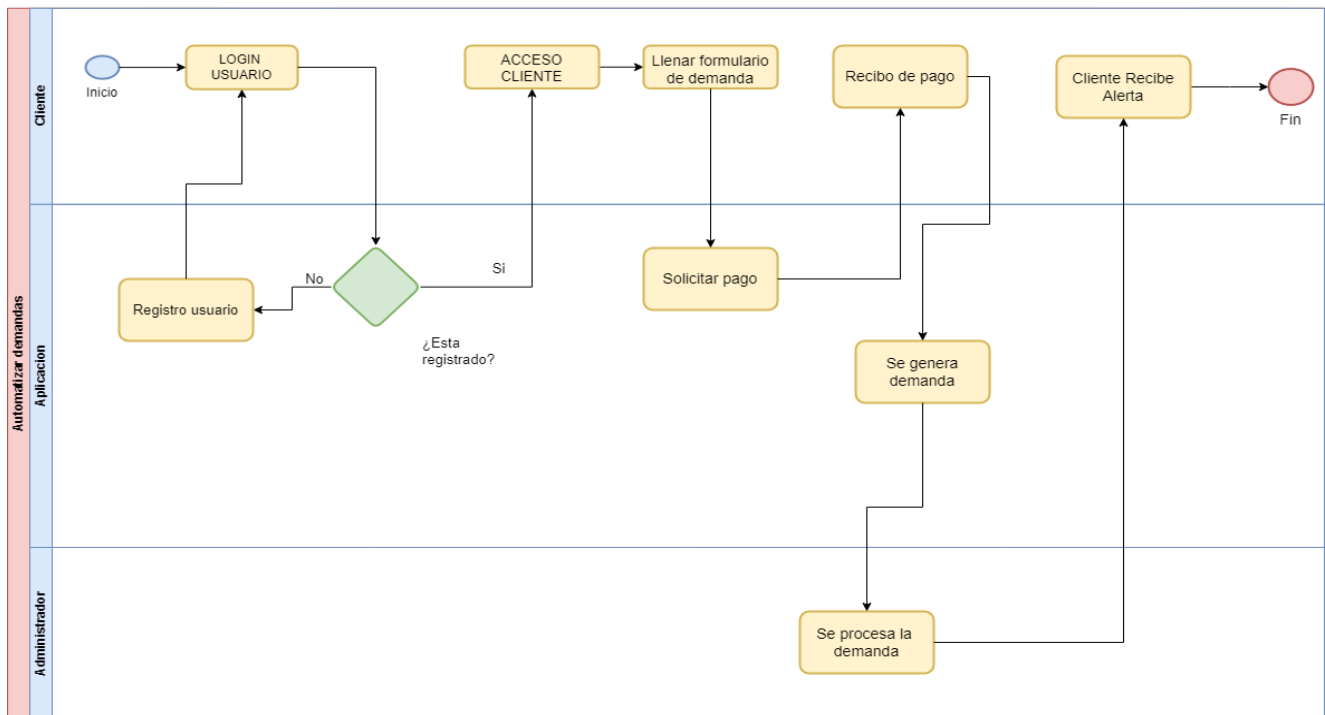 Automatizar demandas
Cliente
Inicio
LOGIN
USUARIO
ACCESO
CLIENTE
Llenar formulario
de demanda
Recibo de pago
Cliente Recibe
Alerta
Fin
Aplicacion
Registro usuario
No
Si
¿Esta
registrado?
Solicitar pago
Se genera
demanda
Administrador
Se procesa la
demanda